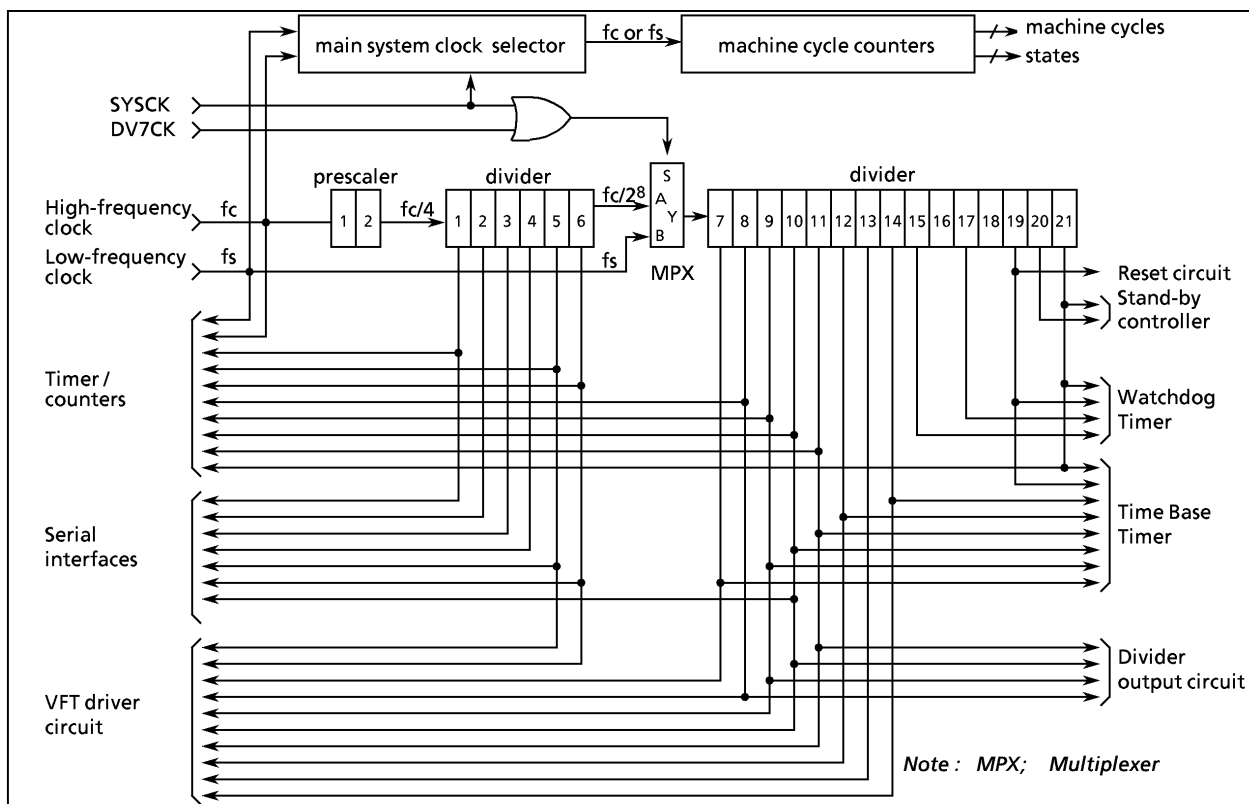 main system clock selector
fc or fs
machine cycle counters
machine cycles
states
SYSCK
DV7CK
prescaler
divider
divider
High-frequency
clock
fc
1 2
fc/4
1 2 3 4 5 6
fc/2⁸
S
A
Y
B
MPX
7 8 9 10 11 12 13 14 15 16 17 18 19 20 21
Low-frequency
clock
fs
fs
Reset circuit
Stand-by
controller
Timer /
counters
Watchdog
Timer
Serial
interfaces
Time Base
Timer
VFT driver
circuit
Divider
output circuit
Note : MPX; Multiplexer